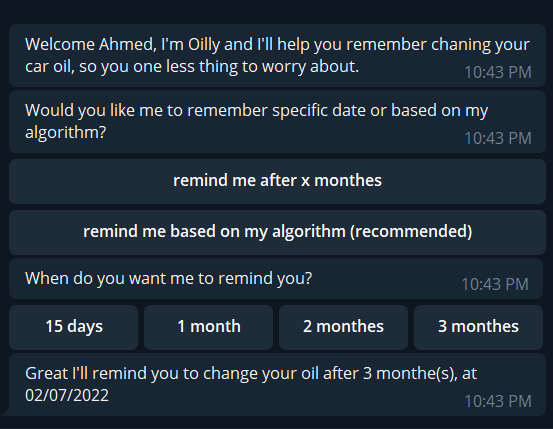 Welcome Ahmed, I'm Oilly and I'll help you remember chaning your
car oil, so you one less thing to worry about.
10:43 PM
Would you like me to remember specific date or based on my
algorithm?
10:43 PM
remind me after x monthes
remind me based on my algorithm (recommended)
When do you want me to remind you?
10:43 PM
15 days
1 month
2 monthes
3 monthes
Great I'll remind you to change your oil after 3 monthe(s), at
02/07/2022
10:43 PM